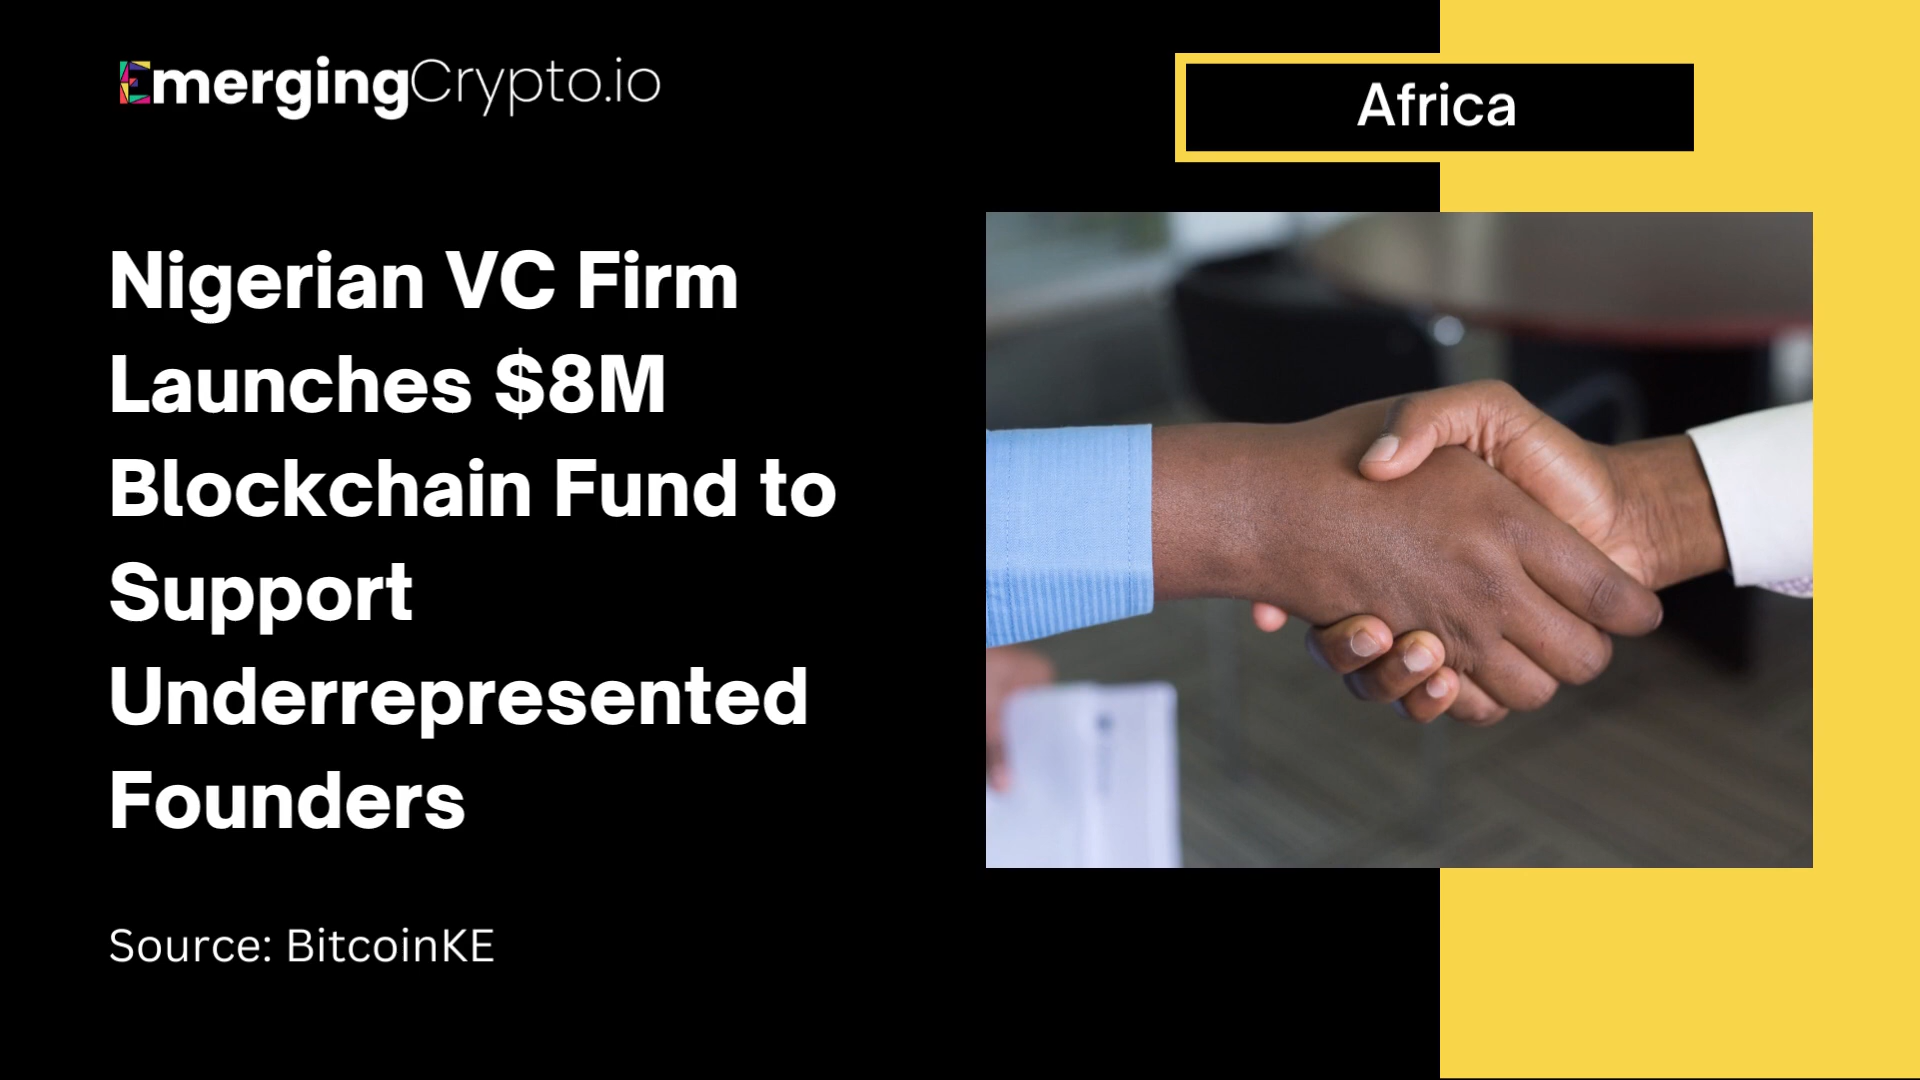 EmergingCrypto.io
Africa
Nigerian VC Firm
Launches $8M
Blockchain Fund to
Support
Underrepresented
Founders
Source: BitcoinKE